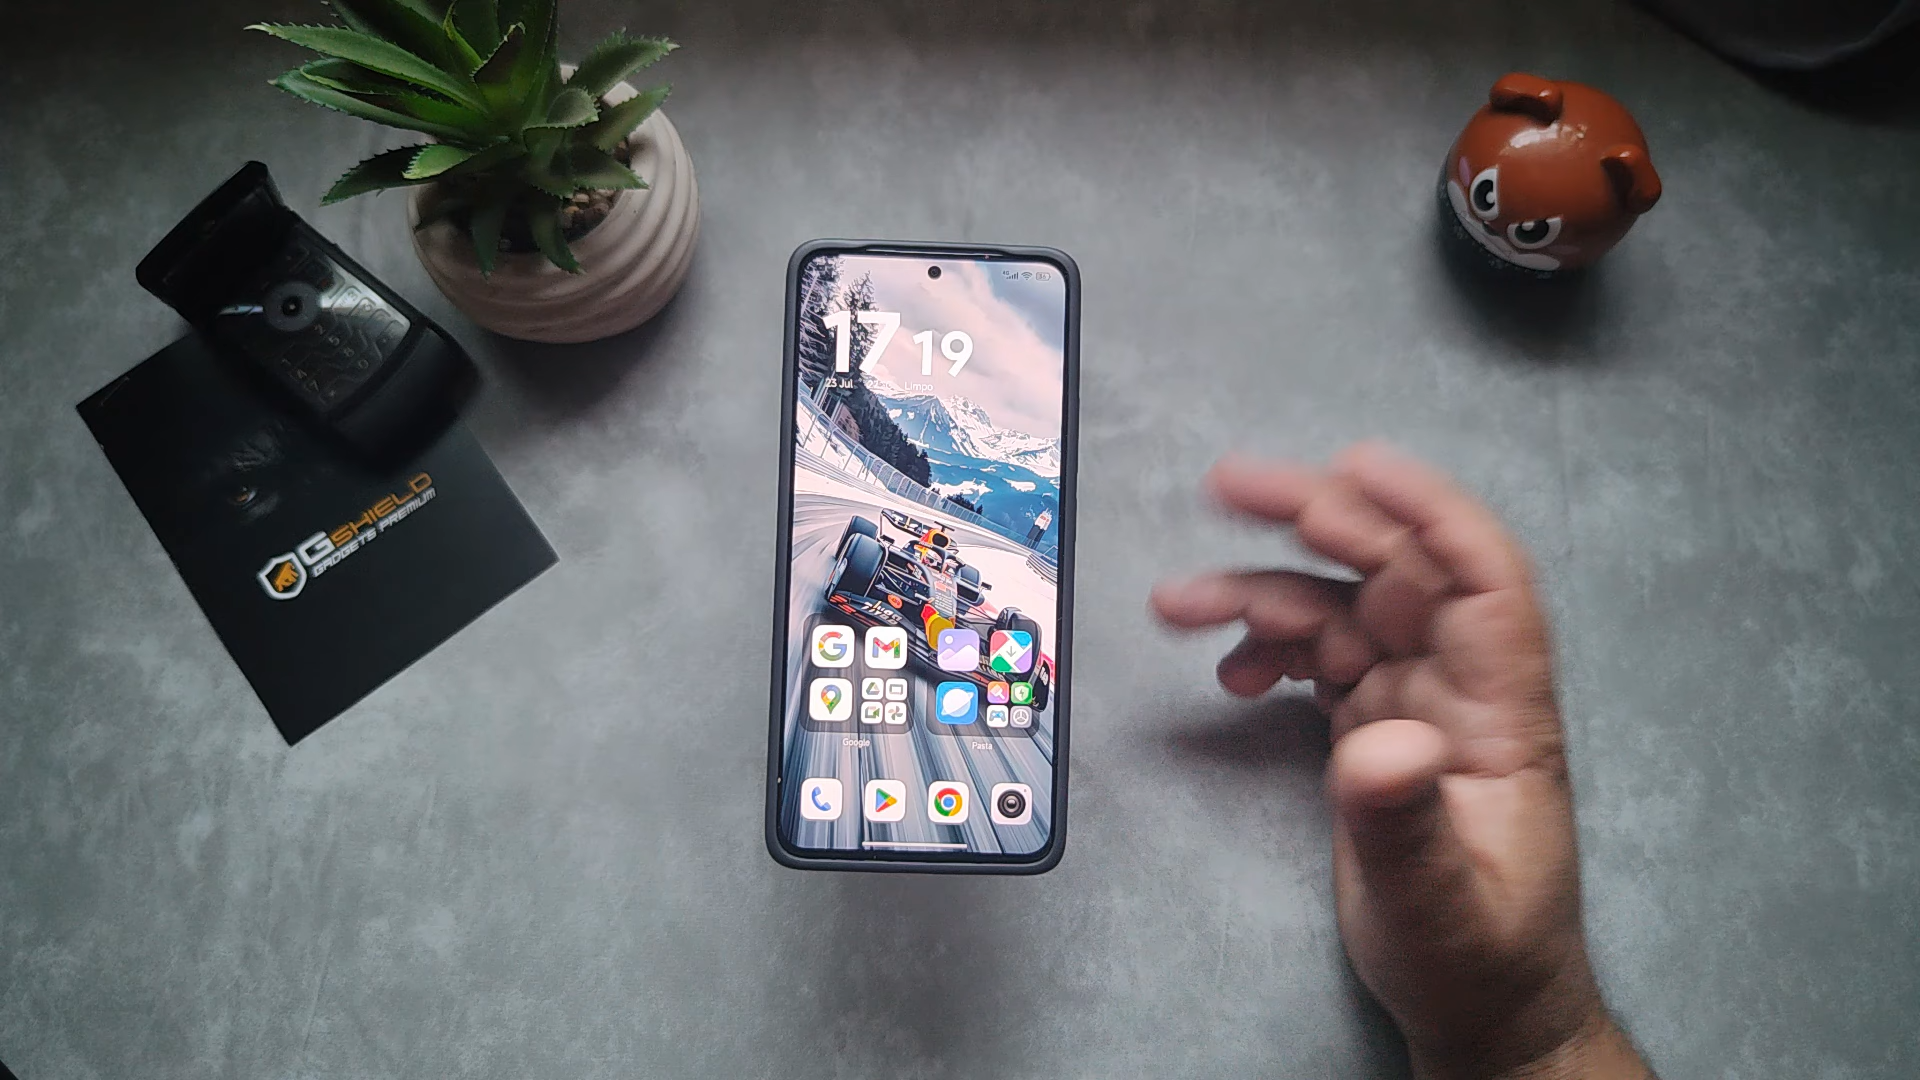 17 19
23 Jul
Limpo
Google
Pasta
GSHIELD
GADGETS PREMIUM